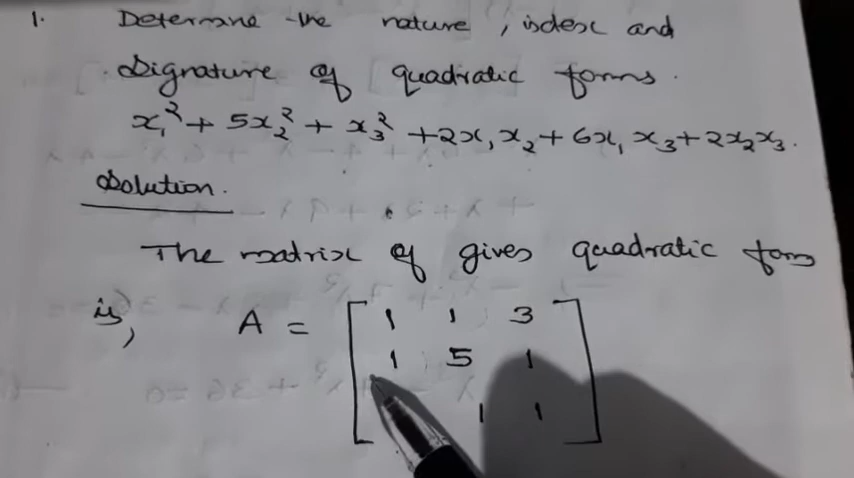 1. Determine the nature, index and
Signature of quadratic forms.
x₁² + 5x₂² + x₃² + 2x₁x₂ + 6x₁x₃ + 2x₂x₃.
Solution.
The matrix of given quadratic form
is, A = [ 1 1 3
1 5 1
1 1 ]